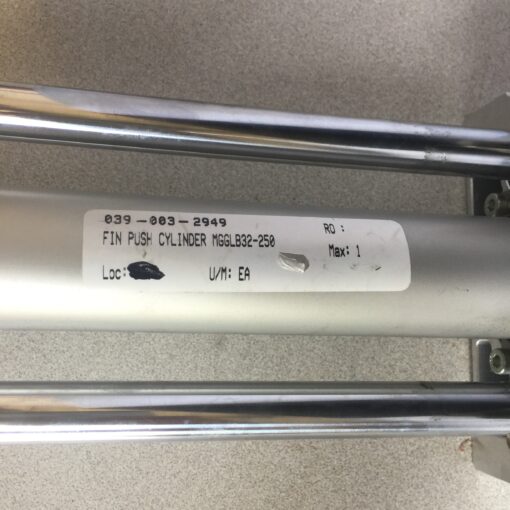 039-003-2949
RO :
FIN PUSH CYLINDER MGGLB32-250
Max: 1
Loc:
U/M: EA